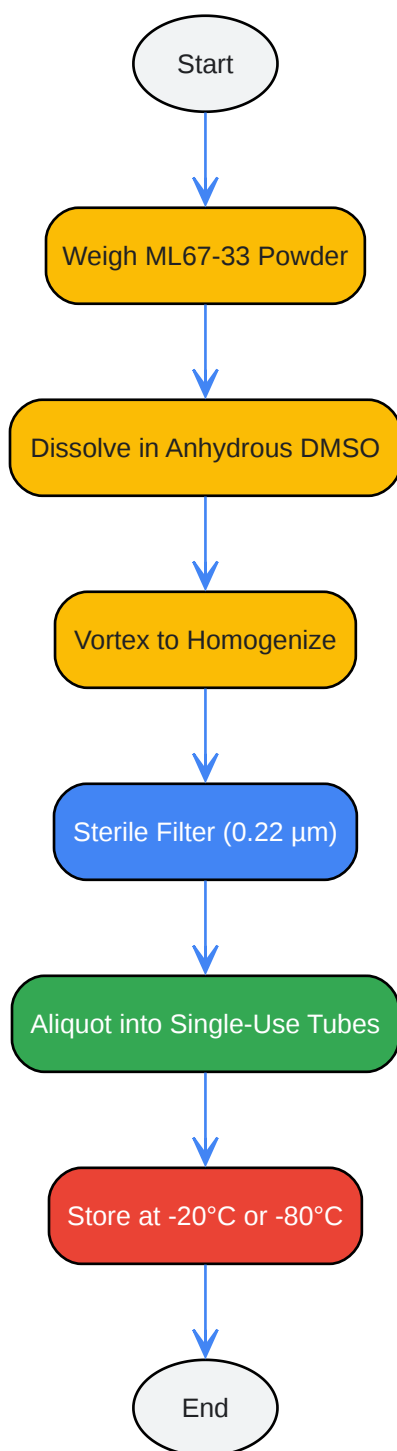 Start
Weigh ML67-33 Powder
Dissolve in Anhydrous DMSO
Vortex to Homogenize
Sterile Filter (0.22 µm)
Aliquot into Single-Use Tubes
Store at -20°C or -80°C
End